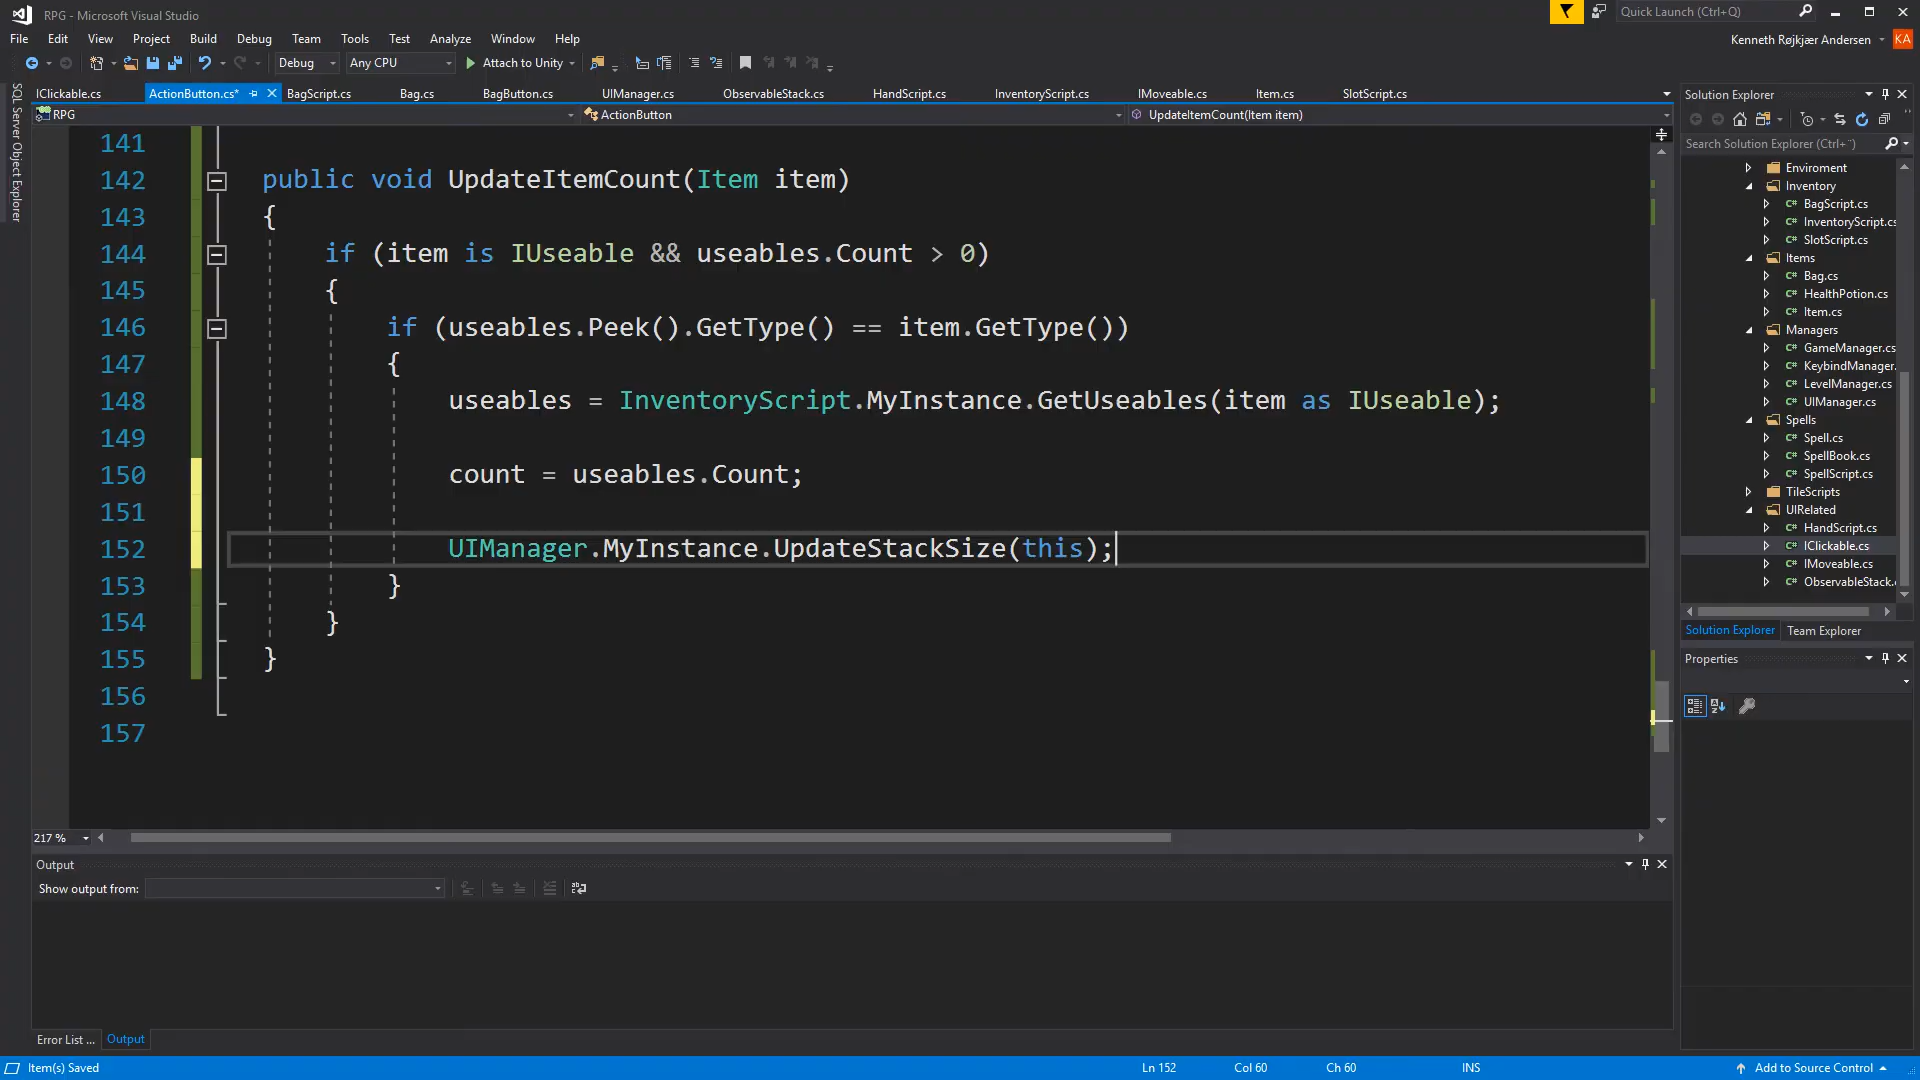 RPG - Microsoft Visual Studio
Quick Launch (Ctrl+Q)
File Edit View Project Build Debug Team Tools Test Analyze Window Help
Kenneth Røjkjær Andersen KA
Debug Any CPU Attach to Unity
SQL Server Object Explorer
IClickable.cs ActionButton.cs* BagScript.cs Bag.cs BagButton.cs UIManager.cs ObservableStack.cs HandScript.cs InventoryScript.cs IMoveable.cs Item.cs SlotScript.cs
RPG ActionButton UpdateItemCount(Item item)
141
142 public void UpdateItemCount(Item item)
143 {
144 if (item is IUseable && useables.Count > 0)
145 {
146 if (useables.Peek().GetType() == item.GetType())
147 {
148 useables = InventoryScript.MyInstance.GetUseables(item as IUseable);
149
150 count = useables.Count;
151
152 UIManager.MyInstance.UpdateStackSize(this);
153 }
154 }
155 }
156
157
217 %
Output
Show output from:
Error List ... Output
Solution Explorer
Search Solution Explorer (Ctrl+¨)
Enviroment
Inventory
C# BagScript.cs
C# InventoryScript.cs
C# SlotScript.cs
Items
C# Bag.cs
C# HealthPotion.cs
C# Item.cs
Managers
C# GameManager.cs
C# KeybindManager.
C# LevelManager.cs
C# UIManager.cs
Spells
C# Spell.cs
C# SpellBook.cs
C# SpellScript.cs
TileScripts
UIRelated
C# HandScript.cs
C# IClickable.cs
C# IMoveable.cs
C# ObservableStack.c
Solution Explorer Team Explorer
Properties
Item(s) Saved Ln 152 Col 60 Ch 60 INS Add to Source Control